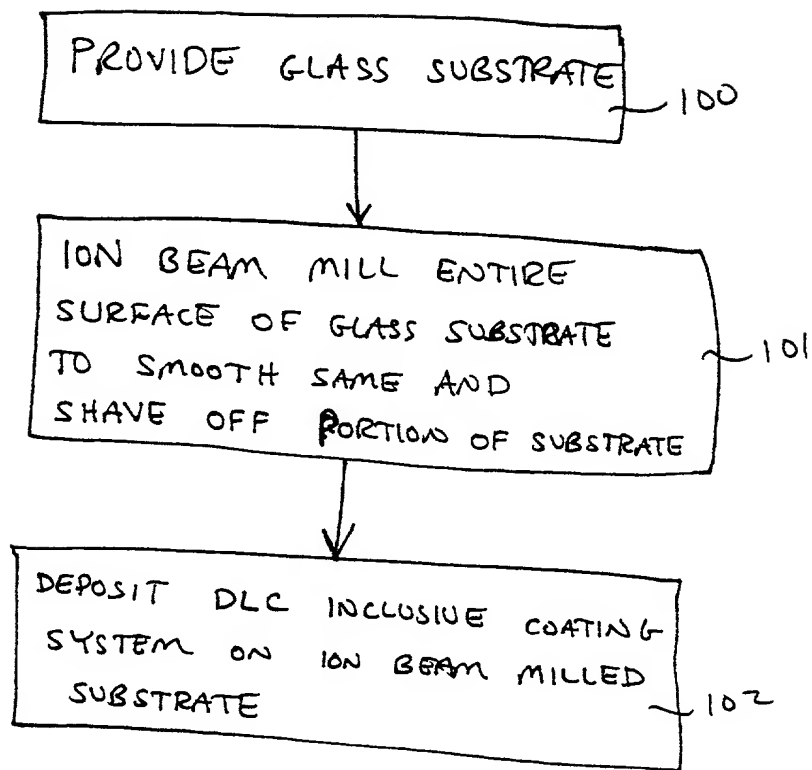 PROVIDE GLASS SUBSTRATE
100
ION BEAM MILL ENTIRE
SURFACE OF GLASS SUBSTRATE
TO SMOOTH SAME AND
SHAVE OFF PORTION OF SUBSTRATE
101
DEPOSIT DLC INCLUSIVE COATING
SYSTEM ON ION BEAM MILLED
SUBSTRATE
102